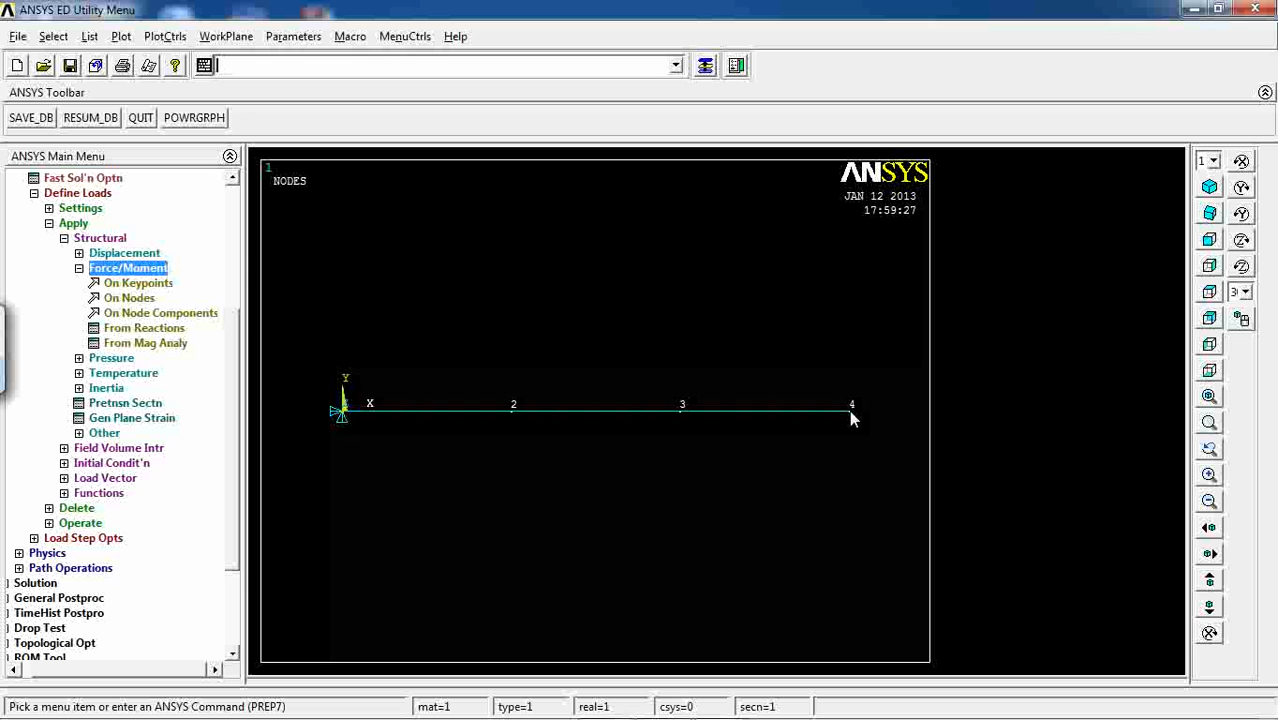 ANSYS ED Utility Menu
File Select List Plot PlotCtrls WorkPlane Parameters Macro MenuCtrls Help
ANSYS Toolbar
SAVE_DB RESUM_DB QUIT POWRGRPH
ANSYS Main Menu
Fast Sol'n Optn
Define Loads
Settings
Apply
Structural
Displacement
Force/Moment
On Keypoints
On Nodes
On Node Components
From Reactions
From Mag Analy
Pressure
Temperature
Inertia
Pretnsn Sectn
Gen Plane Strain
Other
Field Volume Intr
Initial Condit'n
Load Vector
Functions
Delete
Operate
Load Step Opts
Physics
Path Operations
Solution
General Postproc
TimeHist Postpro
Drop Test
Topological Opt
ROM Tool
1
NODES
ANSYS
JAN 12 2013
17:59:27
Y
X 2 3 4
1
Pick a menu item or enter an ANSYS Command (PREP7) mat=1 type=1 real=1 csys=0 secn=1